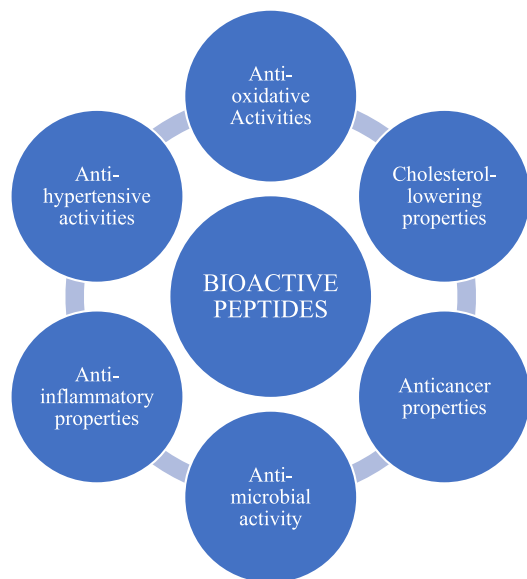 Anti-
oxidative
Activities
Cholesterol-
lowering
properties
Anticancer
properties
Anti-
microbial
activity
Anti-
inflammatory
properties
Anti-
hypertensive
activities
BIOACTIVE
PEPTIDES